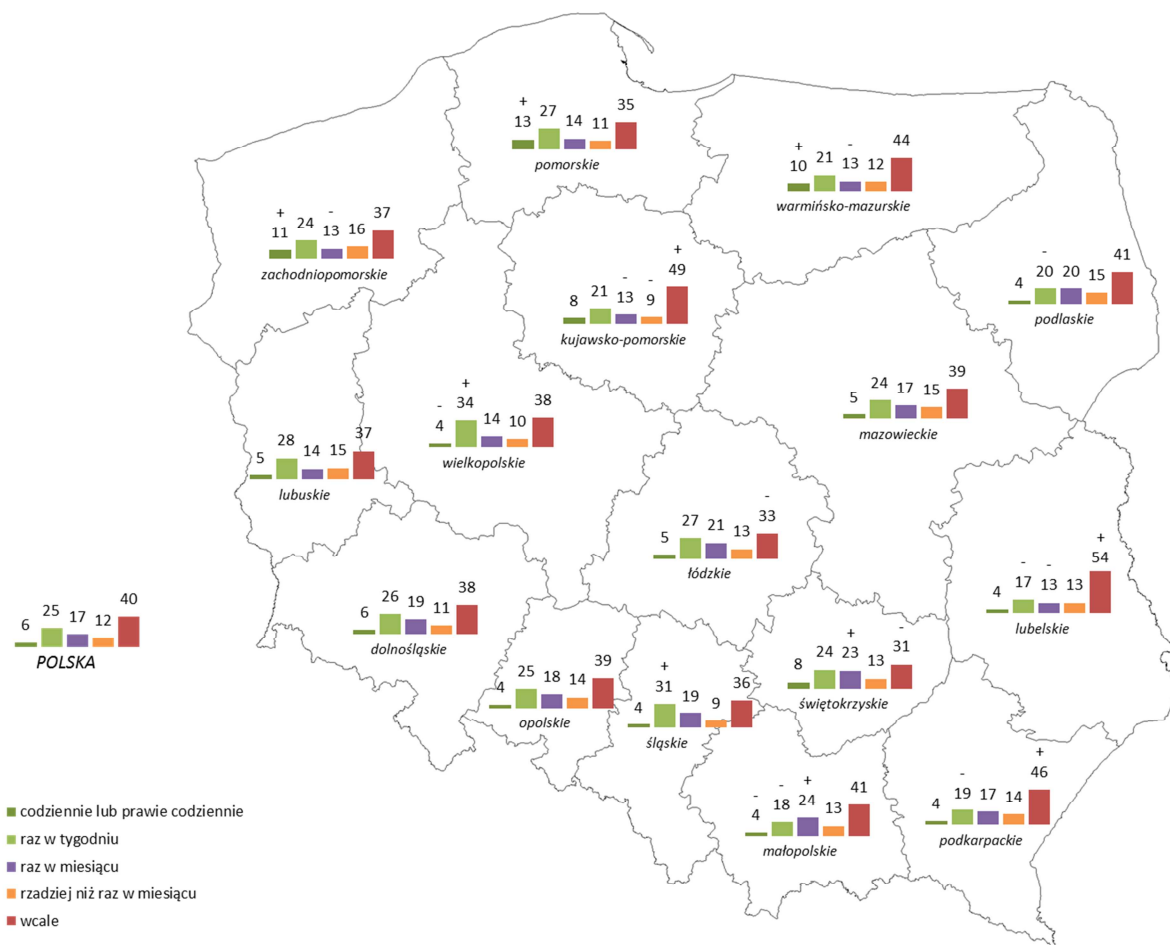 +
13 27 14 11 35
pomorskie
+ -
10 21 13 12 44
warmińsko-mazurskie
+ -
11 24 13 16 37
zachodniopomorskie
- - +
8 21 13 9 49
kujawsko-pomorskie
-
4 20 20 15 41
podlaskie
- +
4 34 14 10 38
wielkopolskie
5 24 17 15 39
mazowieckie
5 28 14 15 37
lubuskie
-
5 27 21 13 33
łódzkie
- - +
4 17 13 13 54
lubelskie
6 25 17 12 40
POLSKA
6 26 19 11 38
dolnośląskie
+ -
8 24 23 13 31
świętokrzyskie
4 25 18 14 39
opolskie
+
4 31 19 9 36
śląskie
- - +
4 18 24 13 41
małopolskie
- +
4 19 17 14 46
podkarpackie
codziennie lub prawie codziennie
raz w tygodniu
raz w miesiącu
rzadziej niż raz w miesiącu
wcale